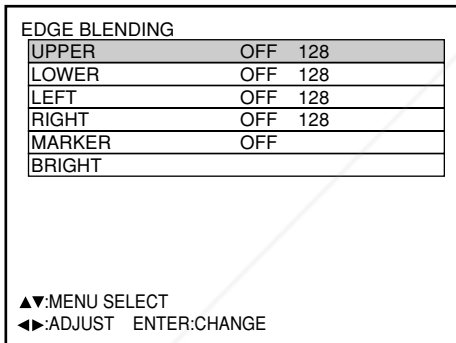 EDGE BLENDING
UPPER OFF 128
LOWER OFF 128
LEFT OFF 128
RIGHT OFF 128
MARKER OFF
BRIGHT
▲▼:MENU SELECT
◀▶:ADJUST ENTER:CHANGE